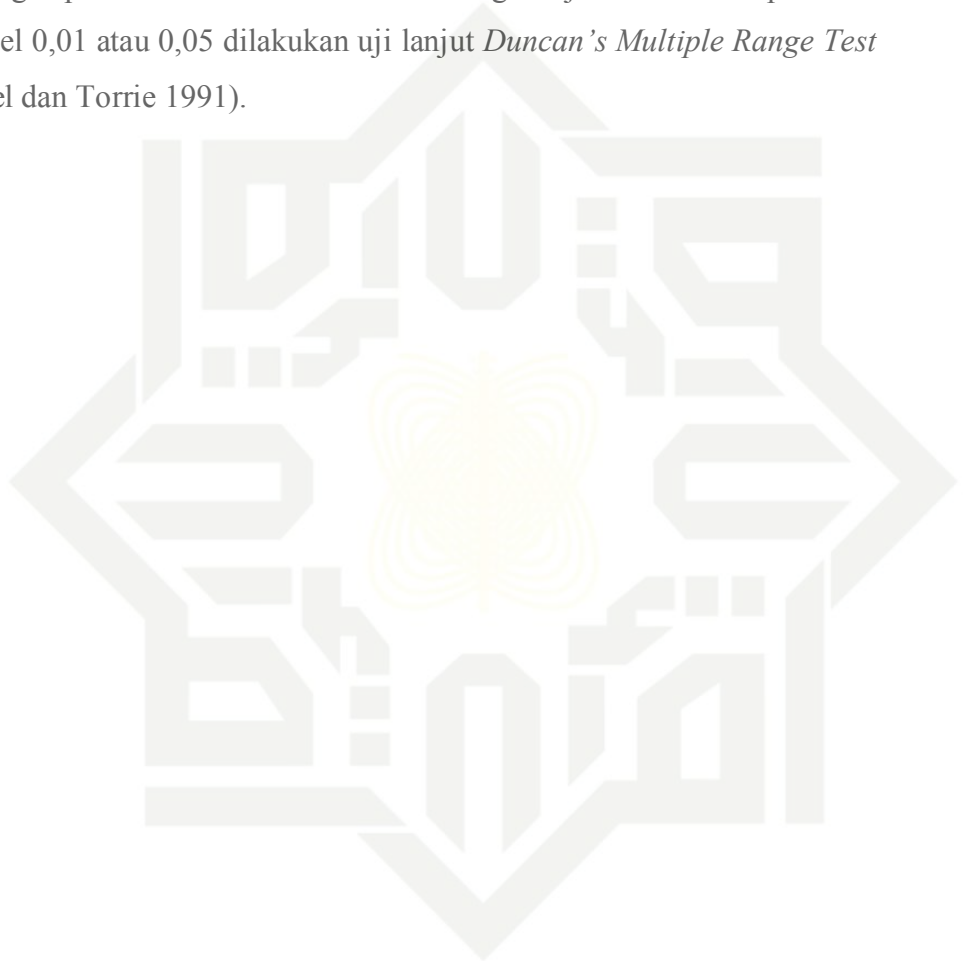 el 0,01 atau 0,05 dilakukan uji lanjut Duncan’s Multiple Range Test
el dan Torrie 1991).